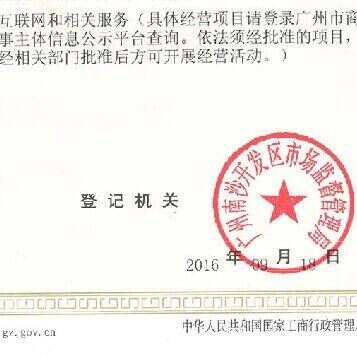 互联网和相关服务（具体经营项目请登录广州市商
事主体信息公示平台查询。依法须经批准的项目，
经相关部门批准后方可开展经营活动。）
登记机关
广州南沙开发区市场监督管理局
2016 年 09 月 18 日
gz.gov.cn
中华人民共和国国家工商行政管理